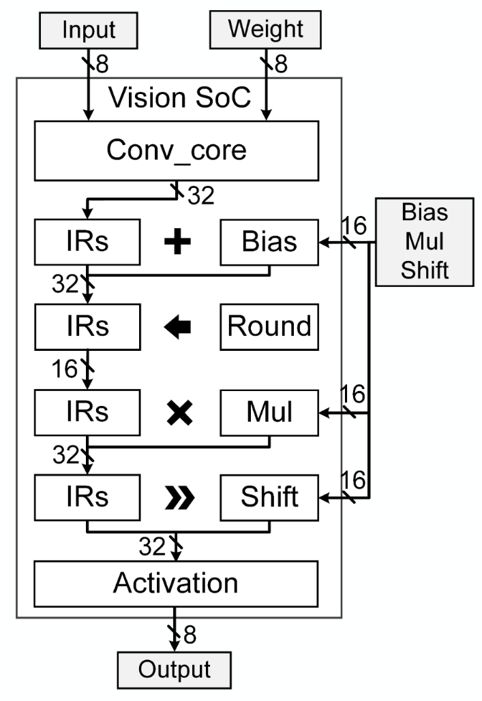 Input
Weight
8
8
Vision SoC
Conv_core
32
IRs + Bias
16
Bias
Mul
Shift
32
IRs Round
16
IRs × Mul
16
32
IRs » Shift
16
32
Activation
8
Output